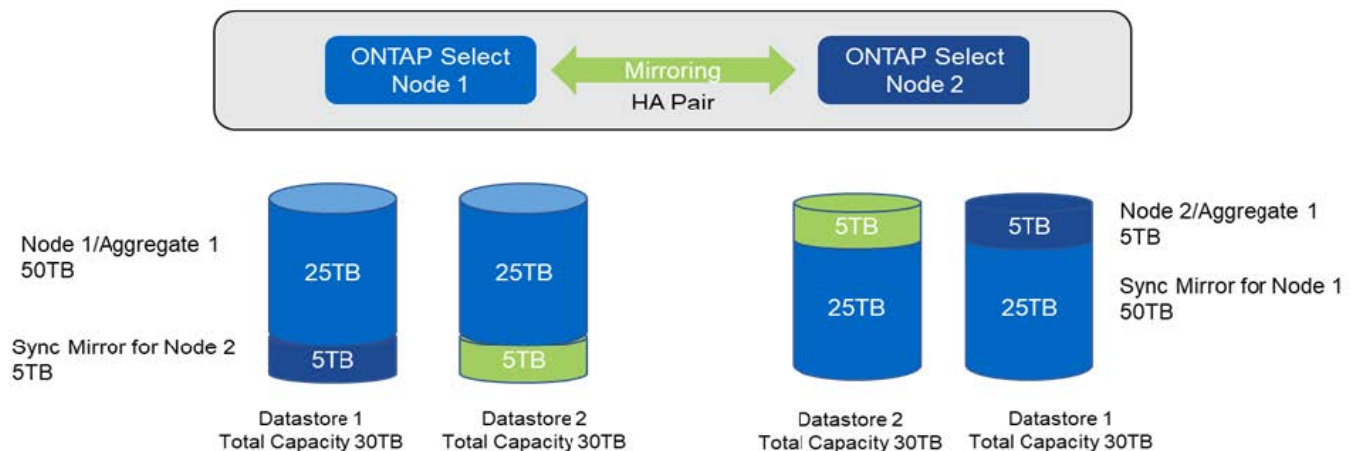 ONTAP Select
Node 1
Mirroring
HA Pair
ONTAP Select
Node 2
Node 1/Aggregate 1
50TB
Sync Mirror for Node 2
5TB
25TB
5TB
25TB
5TB
5TB
25TB
5TB
25TB
Node 2/Aggregate 1
5TB
Sync Mirror for Node 1
50TB
Datastore 1
Total Capacity 30TB
Datastore 2
Total Capacity 30TB
Datastore 2
Total Capacity 30TB
Datastore 1
Total Capacity 30TB